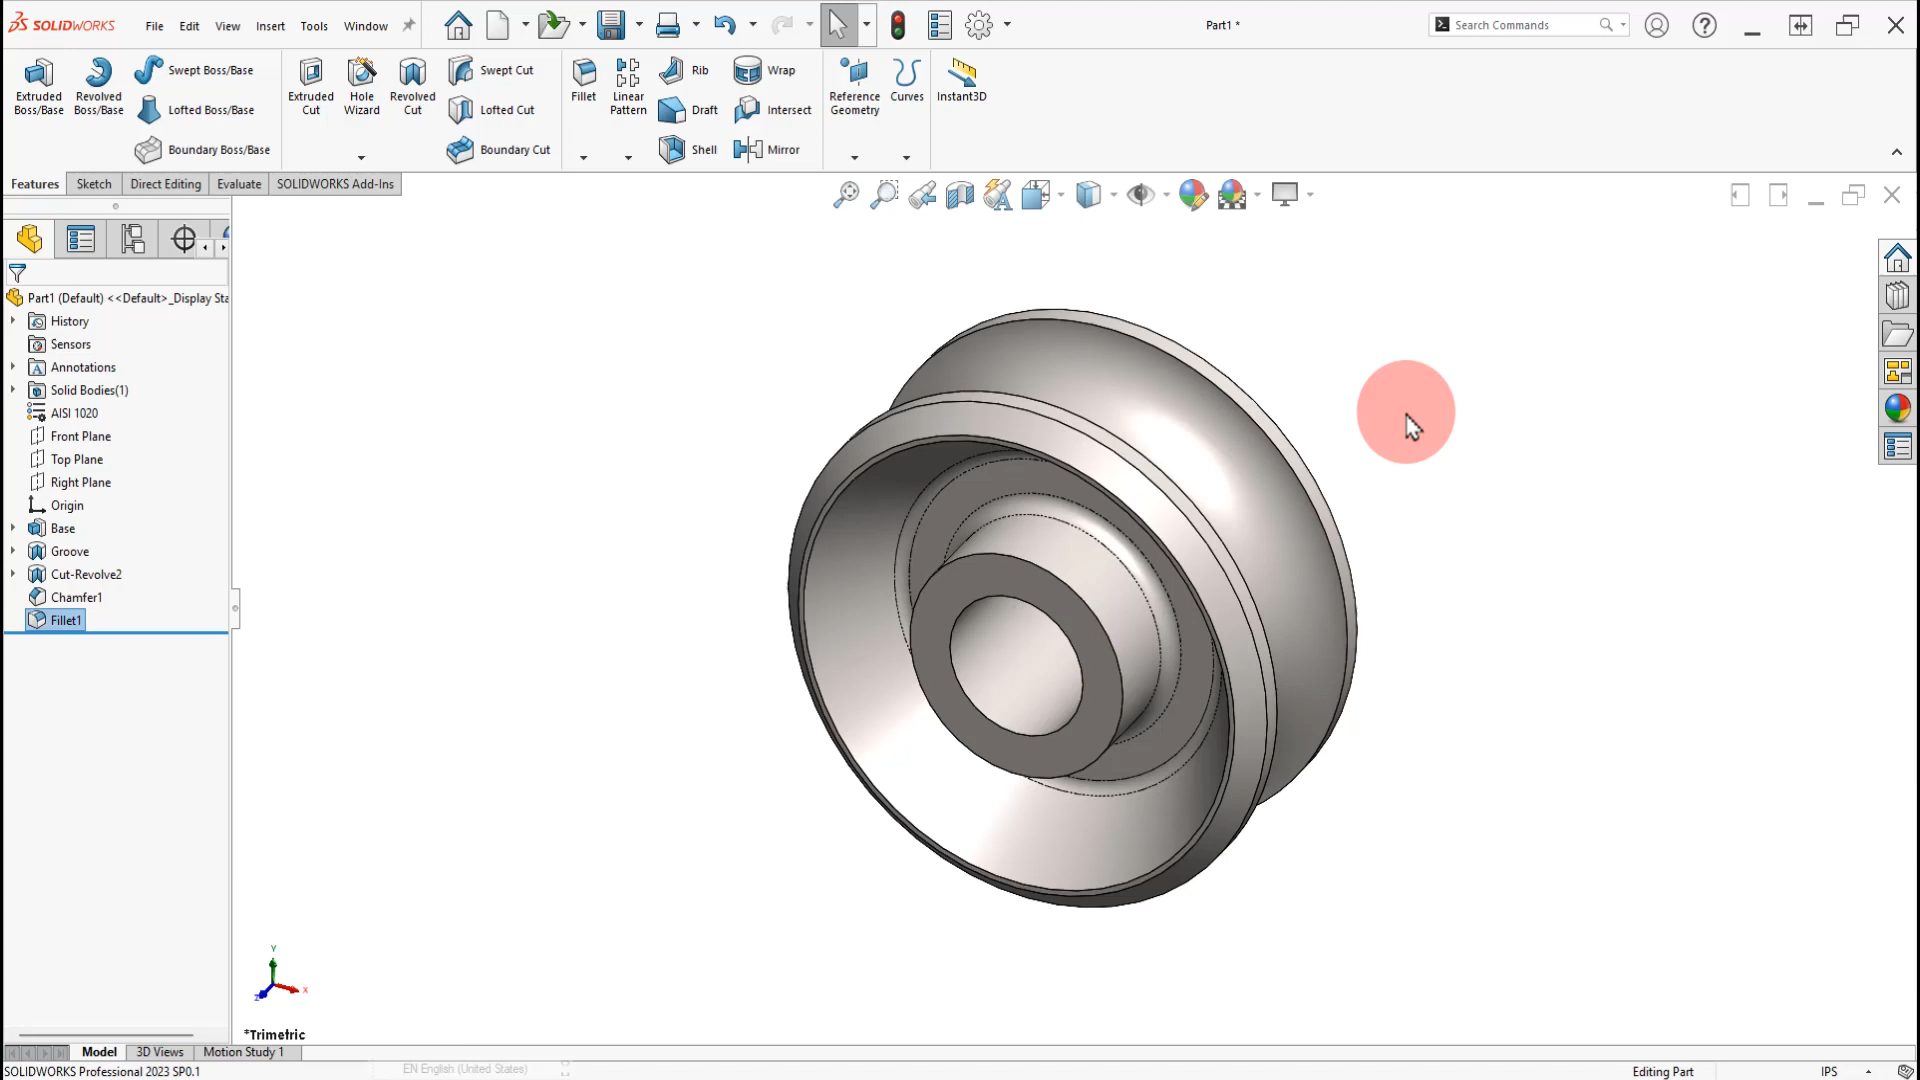 SOLIDWORKS File Edit View Insert Tools Window Part1 * Search Commands
Extruded Boss/Base
Revolved Boss/Base
Swept Boss/Base
Lofted Boss/Base
Boundary Boss/Base
Extruded Cut
Hole Wizard
Revolved Cut
Swept Cut
Lofted Cut
Boundary Cut
Fillet
Linear Pattern
Rib
Draft
Shell
Wrap
Intersect
Mirror
Reference Geometry
Curves
Instant3D
Features Sketch Direct Editing Evaluate SOLIDWORKS Add-Ins
Part1 (Default) <<Default>_Display Sta
History
Sensors
Annotations
Solid Bodies(1)
AISI 1020
Front Plane
Top Plane
Right Plane
Origin
Base
Groove
Cut-Revolve2
Chamfer1
Fillet1
Y
X
Z
*Trimetric
Model 3D Views Motion Study 1
SOLIDWORKS Professional 2023 SP0.1 EN English (United States) Editing Part IPS